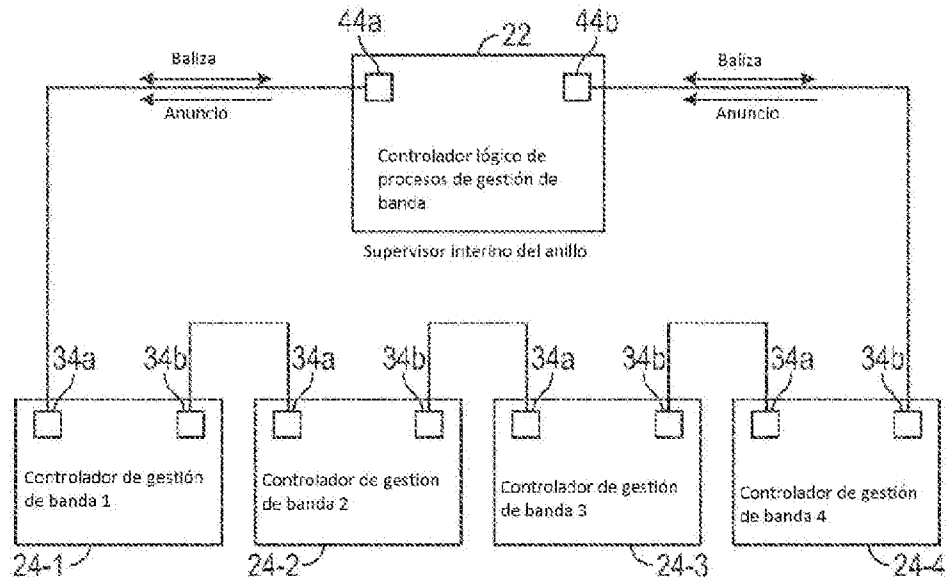 44a
22
44b
Baliza
Baliza
Anuncio
Anuncio
Controlador lógico de
procesos de gestión de
banda
Supervisor interino del anillo
34a
34b
34a
34b
34a
34b
34a
34b
Controlador de gestión
de banda 1
Controlador de gestion
de banda 2
Controlador de gestión
de banda 3
Controlador de gestión
de banda 4
24-1
24-2
24-3
24-4